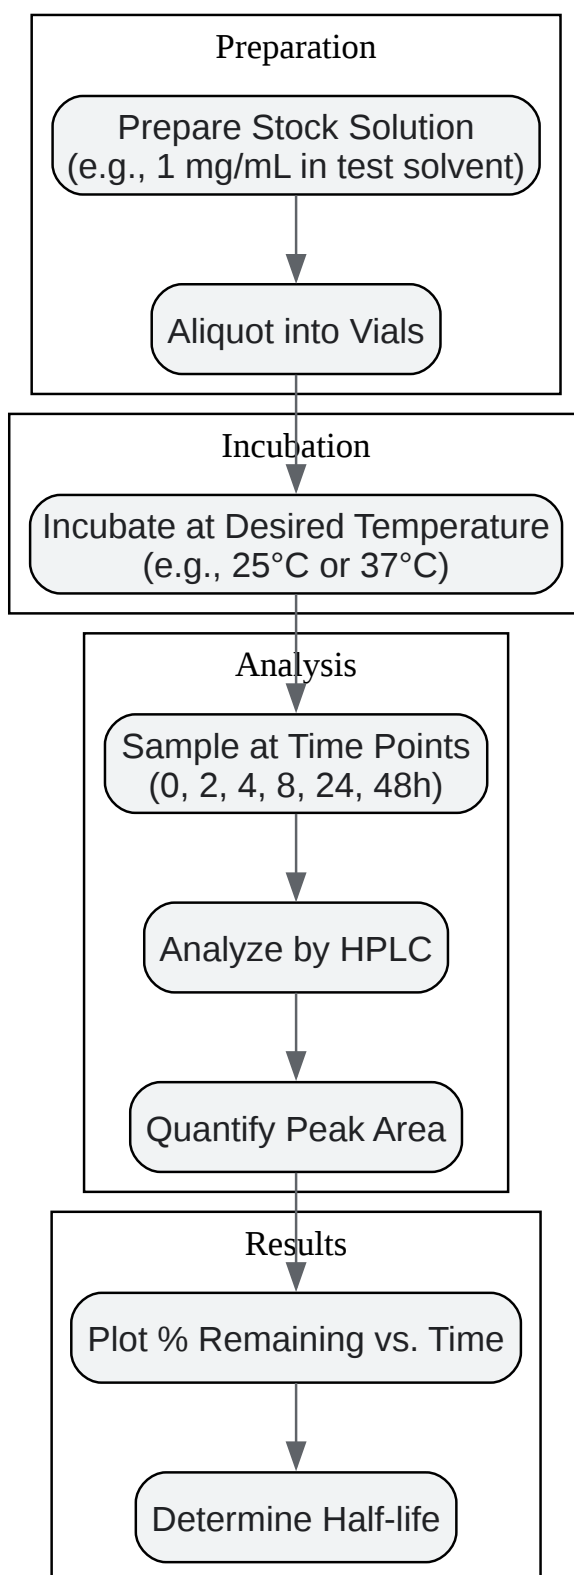 Preparation
Prepare Stock Solution
(e.g., 1 mg/mL in test solvent)
Aliquot into Vials
Incubation
Incubate at Desired Temperature
(e.g., 25°C or 37°C)
Analysis
Sample at Time Points
(0, 2, 4, 8, 24, 48h)
Analyze by HPLC
Quantify Peak Area
Results
Plot % Remaining vs. Time
Determine Half-life